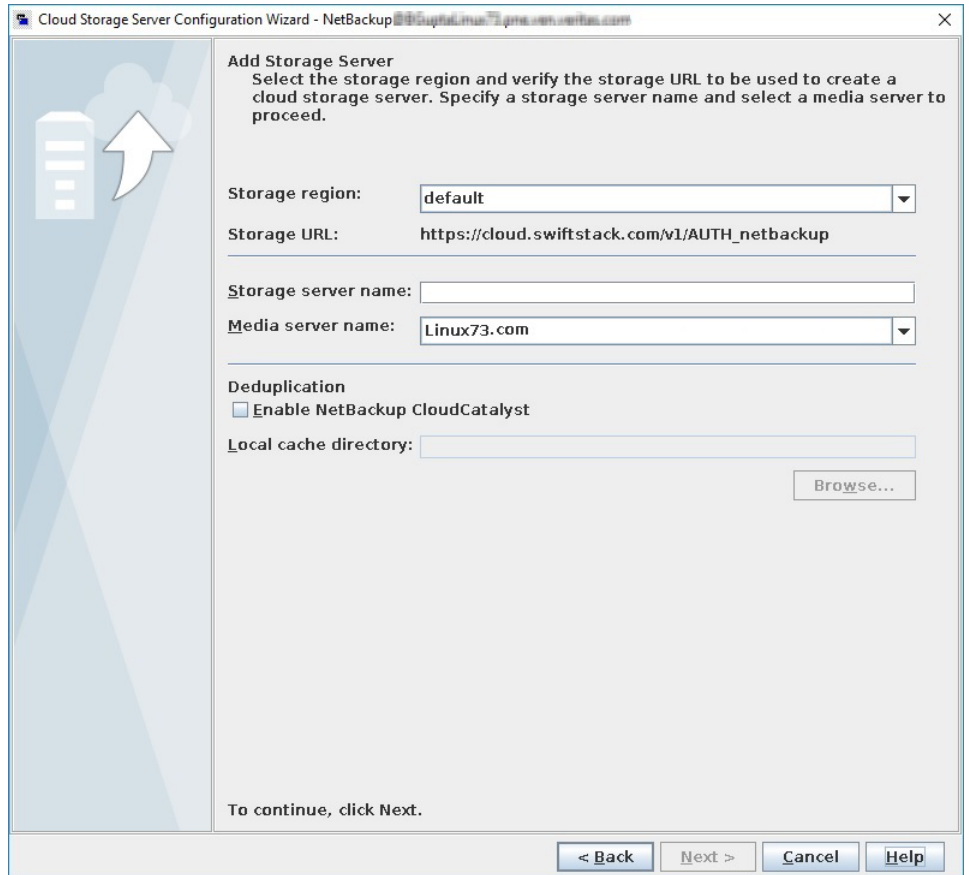 Cloud Storage Server Configuration Wizard - NetBackup
Add Storage Server
Select the storage region and verify the storage URL to be used to create a
cloud storage server. Specify a storage server name and select a media server to
proceed.
Storage region: default
Storage URL: https://cloud.swiftstack.com/v1/AUTH_netbackup
Storage server name:
Media server name: Linux73.com
Deduplication
Enable NetBackup CloudCatalyst
Local cache directory:
Browse...
To continue, click Next.
< Back Next > Cancel Help